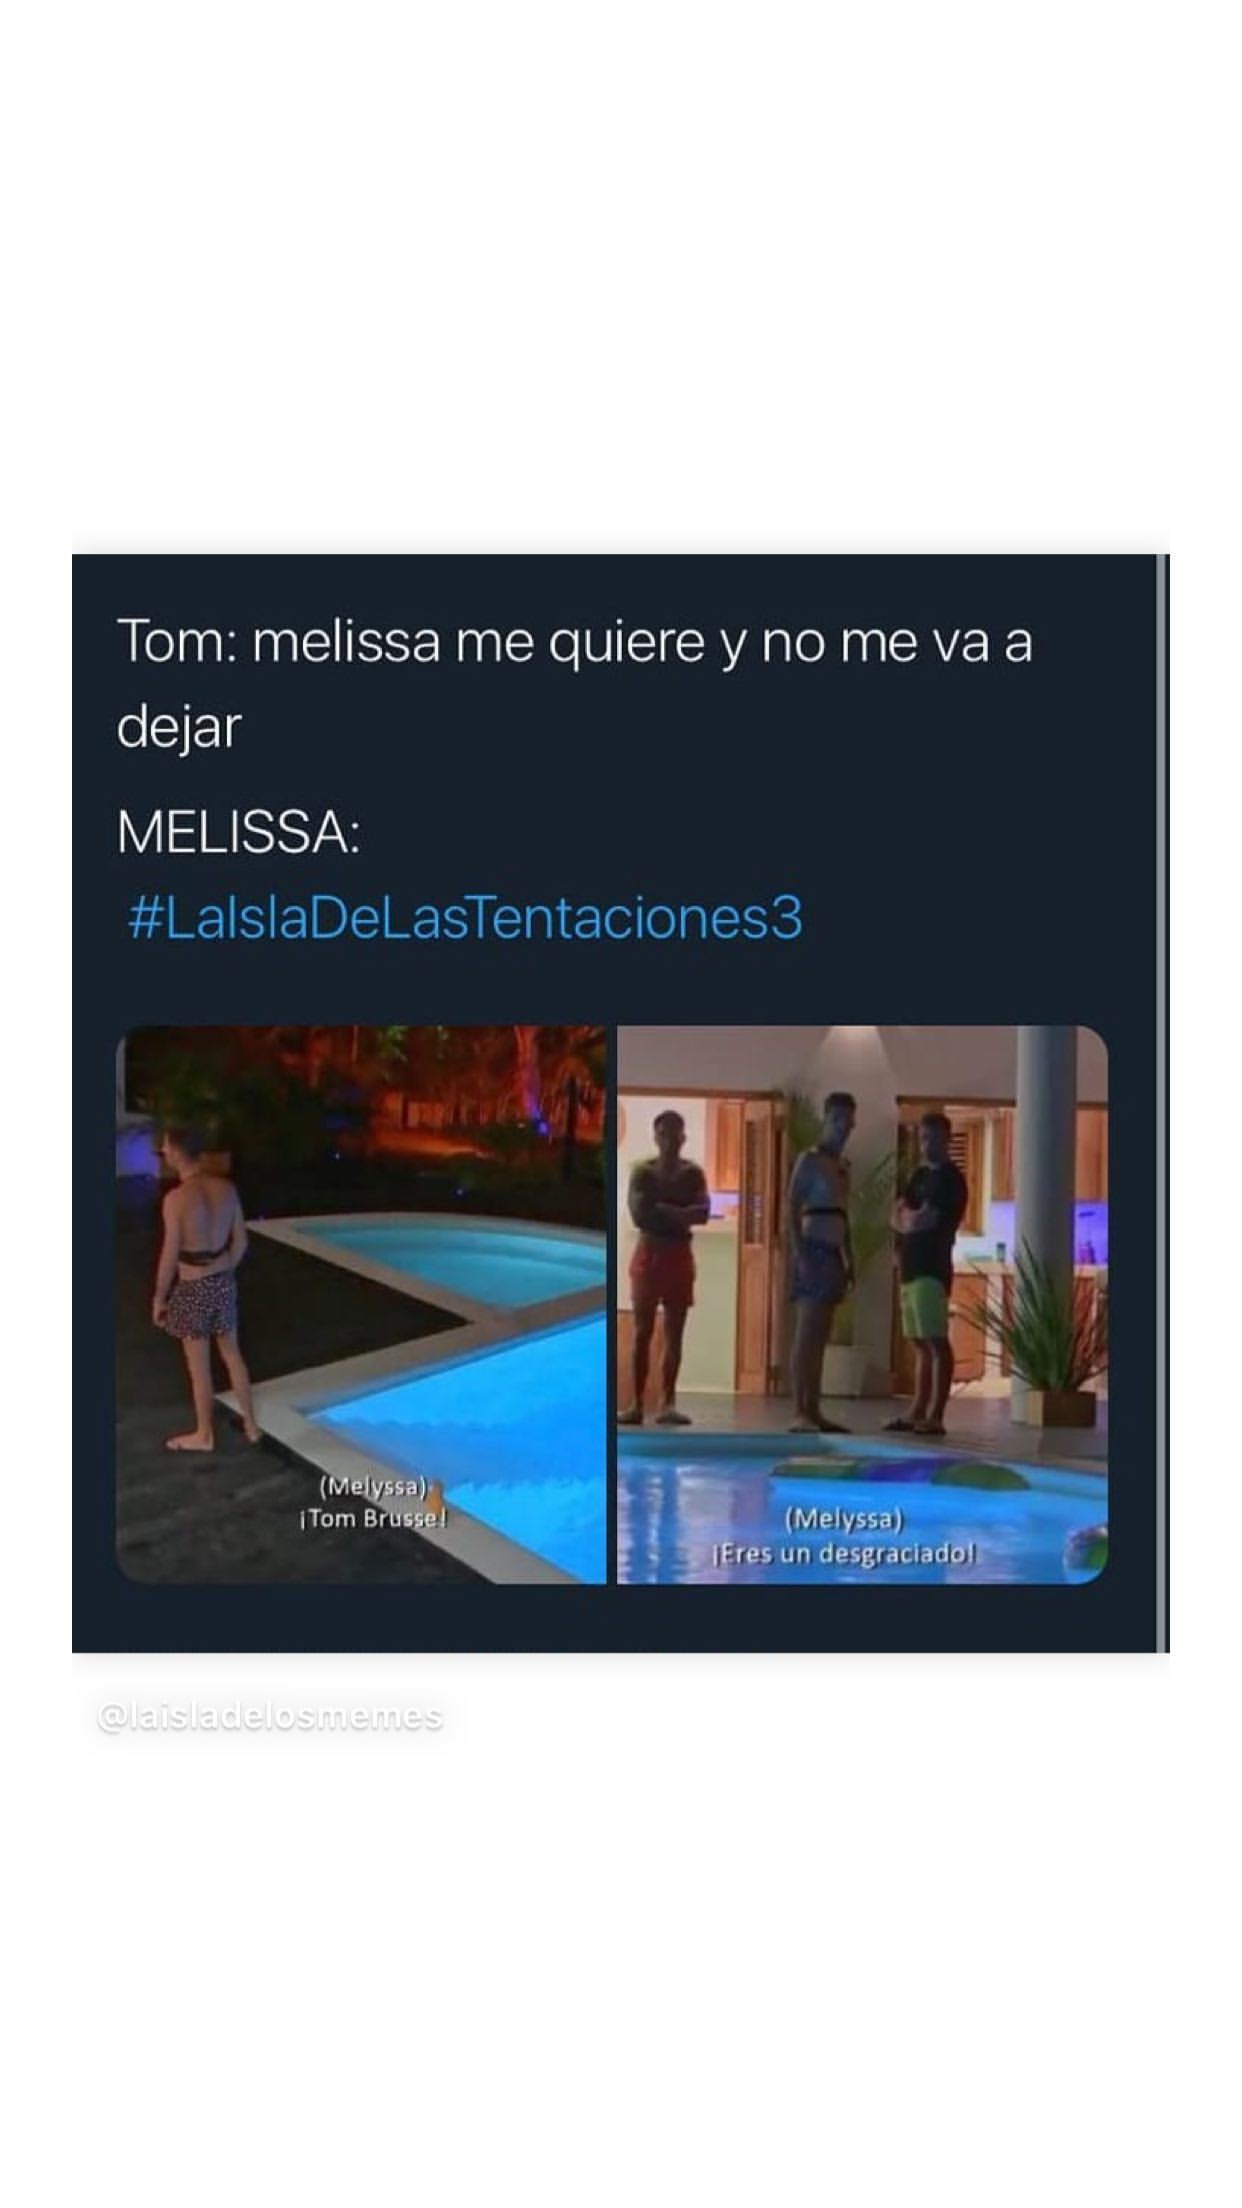 Tom: melissa me quiere y no me va a
dejar
MELISSA:
#LaIslaDeLasTentaciones3
(Melyssa)
¡Tom Brusse!
(Melyssa)
¡Eres un desgraciado!
@laisladelosmemes